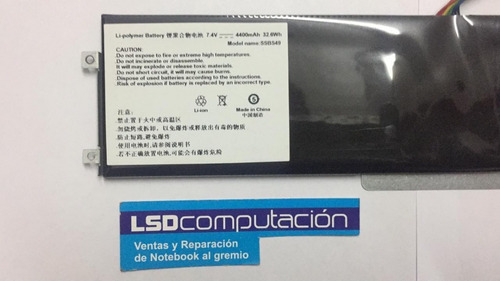 Li-polymer Battery 锂聚合物电池 7.4V 4400mAh 32.6Wh
CAUTION: Model name:SSBS49
Do not expose to fire or extreme high temperatures.
Do not incinerate or disassemble.
It will may explode or release toxic materials.
Do not short circuit, it will may display explosive
Dispose of used batteries according to the instructions.
Risk of explosion if battery is replaced by an incorrect type.
Li-ion
Made in China
中国制造
注意:
禁止置于火中或高温区
勿烧烤或拆卸,以免爆炸或释放出有毒的物质
防止短路,避免爆炸
使用电池时,请参阅说明书
若不正确放置电池,可能会有爆炸危险
LSDcomputación
Ventas y Reparación
de Notebook al gremio